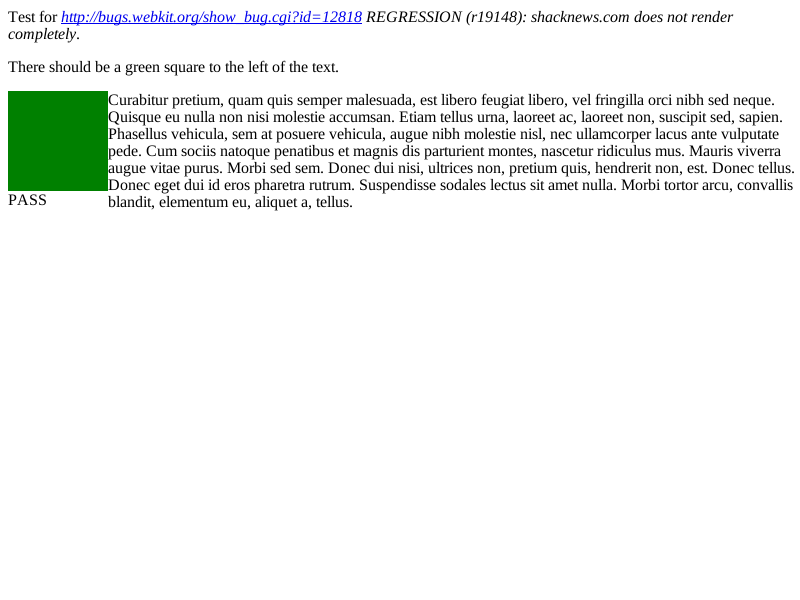 Test for http://bugs.webkit.org/show_bug.cgi?id=12818 REGRESSION (r19148): shacknews.com does not render
completely.
There should be a green square to the left of the text.
Curabitur pretium, quam quis semper malesuada, est libero feugiat libero, vel fringilla orci nibh sed neque.
Quisque eu nulla non nisi molestie accumsan. Etiam tellus urna, laoreet ac, laoreet non, suscipit sed, sapien.
Phasellus vehicula, sem at posuere vehicula, augue nibh molestie nisl, nec ullamcorper lacus ante vulputate
pede. Cum sociis natoque penatibus et magnis dis parturient montes, nascetur ridiculus mus. Mauris viverra
augue vitae purus. Morbi sed sem. Donec dui nisi, ultrices non, pretium quis, hendrerit non, est. Donec tellus.
Donec eget dui id eros pharetra rutrum. Suspendisse sodales lectus sit amet nulla. Morbi tortor arcu, convallis
blandit, elementum eu, aliquet a, tellus.
PASS